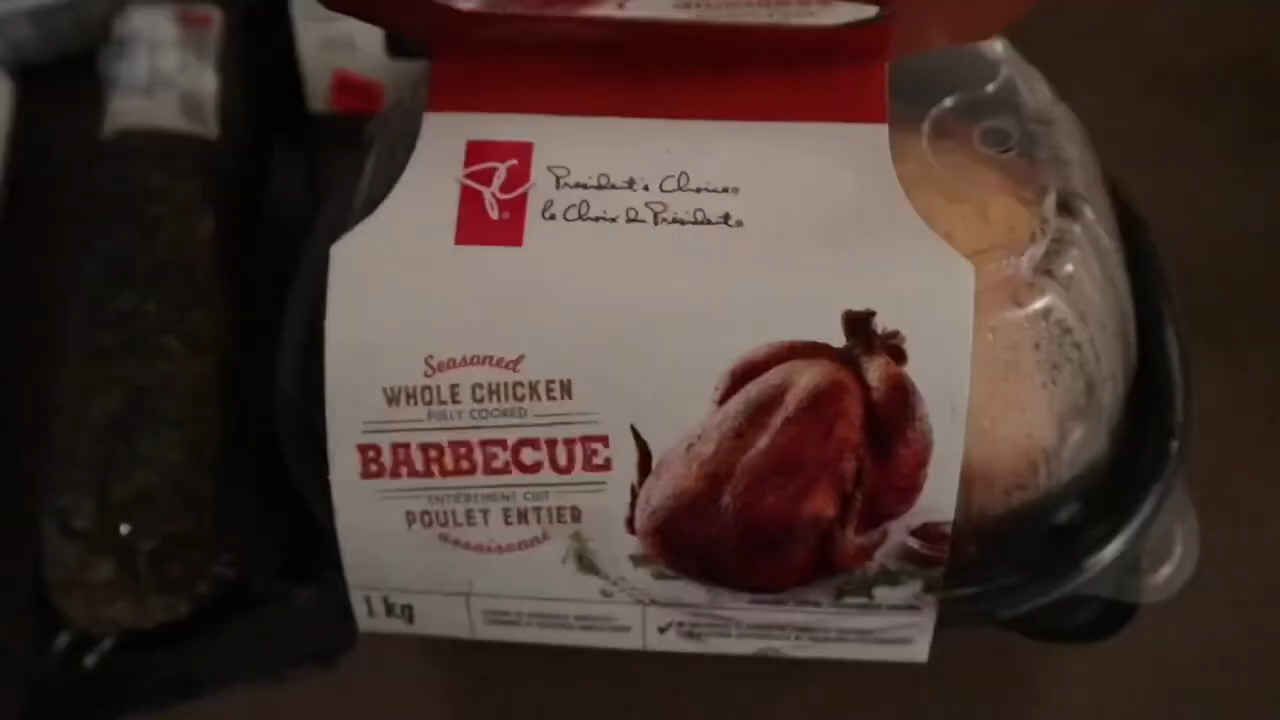 President's Choice
le Choix du Président
Seasoned
WHOLE CHICKEN
FULLY COOKED
BARBECUE
ENTIÈREMENT CUIT
POULET ENTIER
assaisonné
1 kg